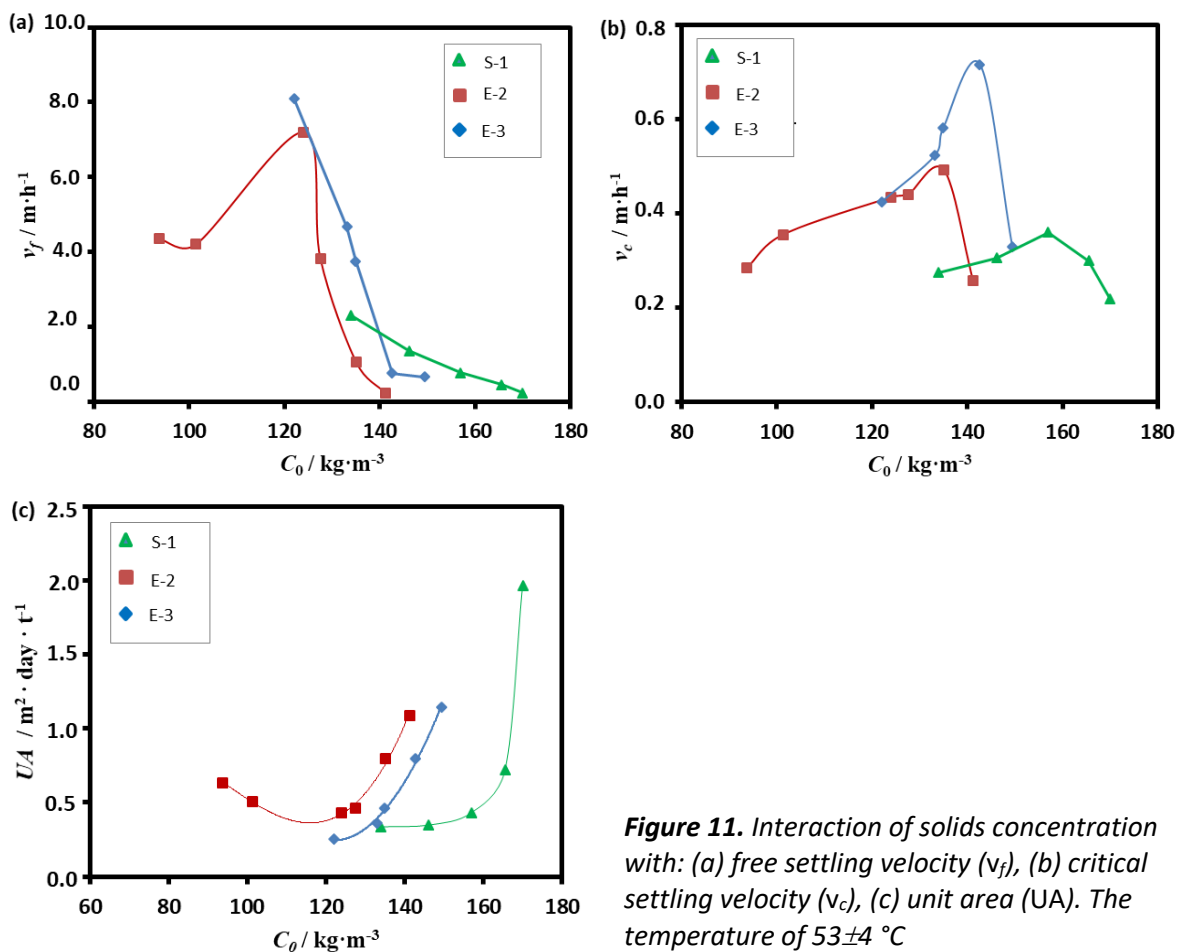 (a)
10.0
8.0
6.0
4.0
2.0
0.0
v_f / m·h⁻¹
S-1
E-2
E-3
80 100 120 140 160 180
C₀ / kg·m⁻³
(b)
0.8
0.6
0.4
0.2
0.0
v_c / m·h⁻¹
S-1
E-2
E-3
80 100 120 140 160 180
C₀ / kg·m⁻³
(c)
2.5
2.0
1.5
1.0
0.5
0.0
UA / m² · day · t⁻¹
S-1
E-2
E-3
60 80 100 120 140 160 180
C₀ / kg·m⁻³
Figure 11. Interaction of solids concentration
with: (a) free settling velocity (v_f), (b) critical
settling velocity (v_c), (c) unit area (UA). The
temperature of 53±4 °C